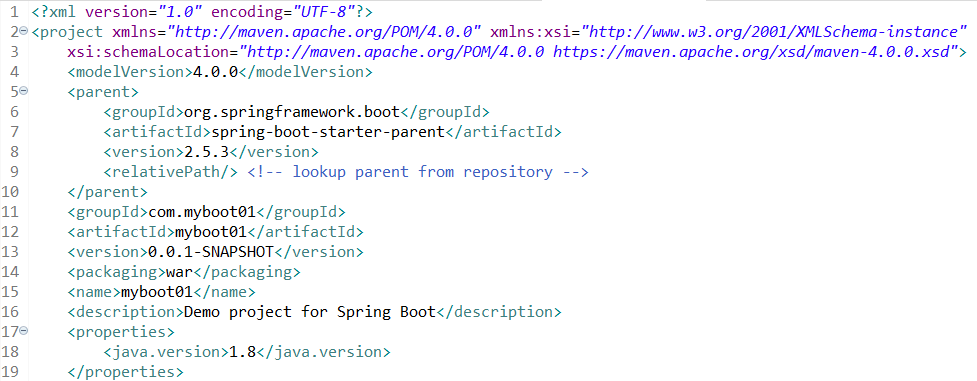 1 <?xml version="1.0" encoding="UTF-8"?>
2 <project xmlns="http://maven.apache.org/POM/4.0.0" xmlns:xsi="http://www.w3.org/2001/XMLSchema-instance"
3     xsi:schemaLocation="http://maven.apache.org/POM/4.0.0 https://maven.apache.org/xsd/maven-4.0.0.xsd">
4     <modelVersion>4.0.0</modelVersion>
5     <parent>
6         <groupId>org.springframework.boot</groupId>
7         <artifactId>spring-boot-starter-parent</artifactId>
8         <version>2.5.3</version>
9         <relativePath/> <!-- lookup parent from repository -->
10     </parent>
11     <groupId>com.myboot01</groupId>
12     <artifactId>myboot01</artifactId>
13     <version>0.0.1-SNAPSHOT</version>
14     <packaging>war</packaging>
15     <name>myboot01</name>
16     <description>Demo project for Spring Boot</description>
17     <properties>
18         <java.version>1.8</java.version>
19     </properties>